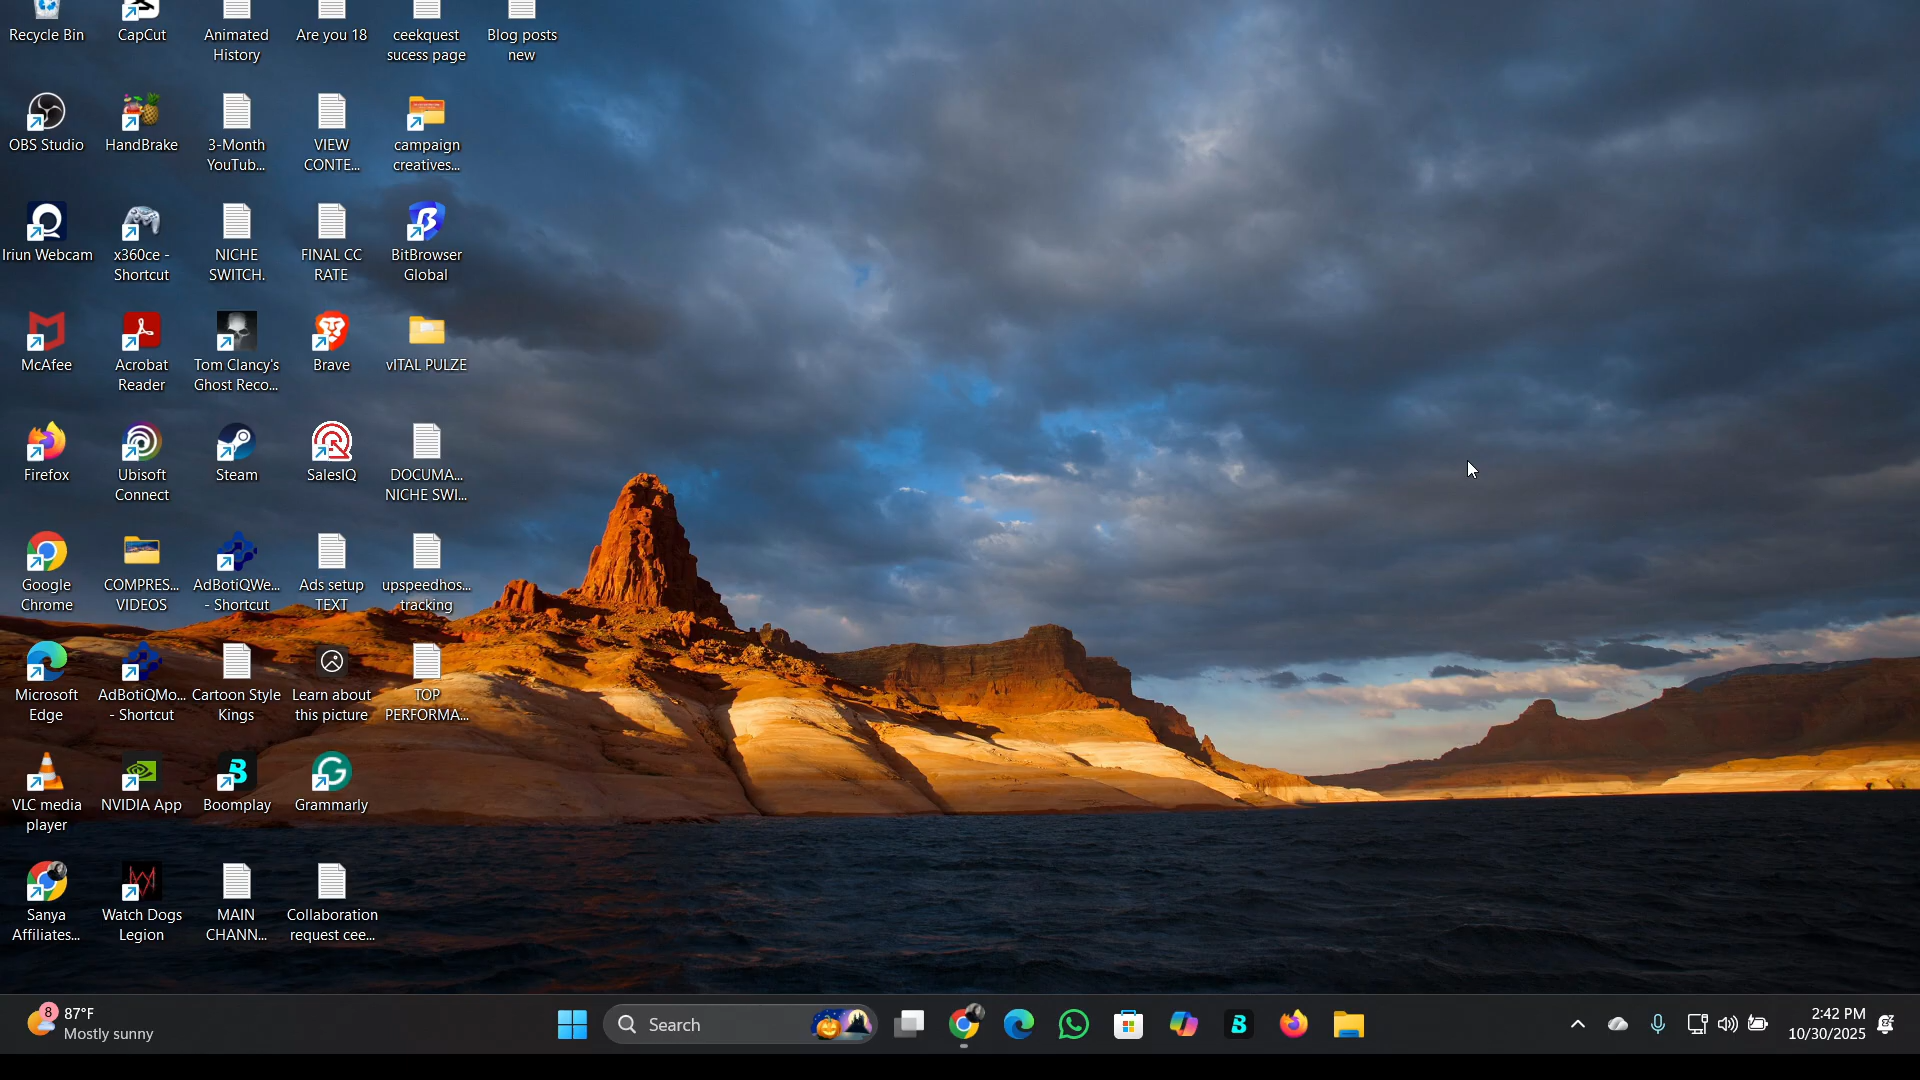 Recycle Bin
CapCut
Animated
History
Are you 18
ceekquest
sucess page
Blog posts
new
OBS Studio
HandBrake
3-Month
YouTub...
VIEW
CONTE...
campaign
creatives...
Iriun Webcam
x360ce -
Shortcut
NICHE
SWITCH.
FINAL CC
RATE
BitBrowser
Global
McAfee
Acrobat
Reader
Tom Clancy's
Ghost Reco...
Brave
vITAL PULZE
Firefox
Ubisoft
Connect
Steam
SalesIQ
DOCUMA...
NICHE SWI...
Google
Chrome
COMPRES...
VIDEOS
AdBotiQWe...
- Shortcut
Ads setup
TEXT
upspeedhos...
tracking
Microsoft
Edge
AdBotiQMo...
- Shortcut
Cartoon Style
Kings
Learn about
this picture
TOP
PERFORMA...
VLC media
player
NVIDIA App
Boomplay
Grammarly
Sanya
Affiliates...
Watch Dogs
Legion
MAIN
CHANN...
Collaboration
request cee...
8
87°F
Mostly sunny
Search
2:42 PM
10/30/2025